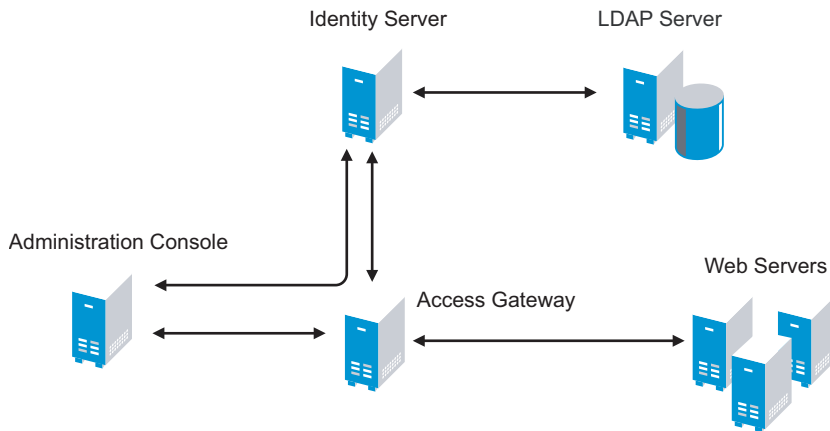 Identity Server
LDAP Server
Administration Console
Web Servers
Access Gateway